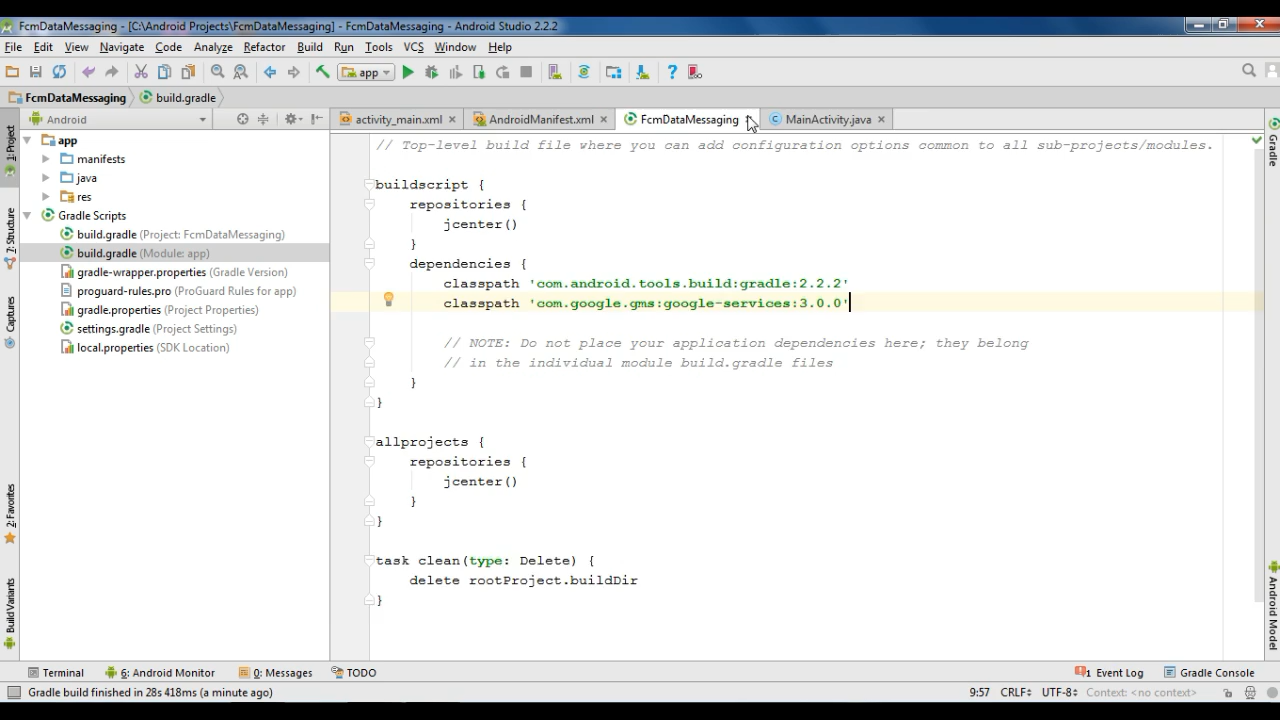 FcmDataMessaging - [C:\Android Projects\FcmDataMessaging] - FcmDataMessaging - Android Studio 2.2.2
File Edit View Navigate Code Analyze Refactor Build Run Tools VCS Window Help
app
FcmDataMessaging build.gradle
Android
activity_main.xml AndroidManifest.xml FcmDataMessaging MainActivity.java
1: Project
7: Structure
Captures
2: Favorites
Build Variants
app
manifests
java
res
Gradle Scripts
build.gradle (Project: FcmDataMessaging)
build.gradle (Module: app)
gradle-wrapper.properties (Gradle Version)
proguard-rules.pro (ProGuard Rules for app)
gradle.properties (Project Properties)
settings.gradle (Project Settings)
local.properties (SDK Location)
// Top-level build file where you can add configuration options common to all sub-projects/modules.
buildscript {
repositories {
jcenter()
}
dependencies {
classpath 'com.android.tools.build:gradle:2.2.2'
classpath 'com.google.gms:google-services:3.0.0'
// NOTE: Do not place your application dependencies here; they belong
// in the individual module build.gradle files
}
}
allprojects {
repositories {
jcenter()
}
}
task clean(type: Delete) {
delete rootProject.buildDir
}
Gradle
Android Model
Terminal 6: Android Monitor 0: Messages TODO 1 Event Log Gradle Console
Gradle build finished in 28s 418ms (a minute ago) 9:57 CRLF UTF-8 Context: <no context>